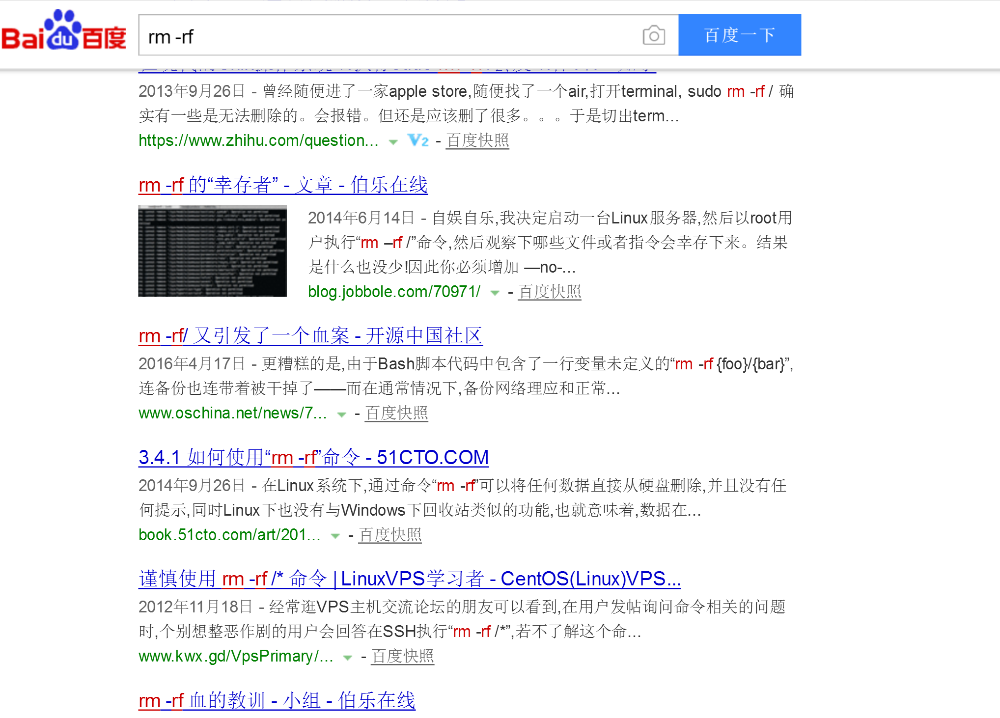 Baidu百度
rm -rf
百度一下
2013年9月26日 - 曾经随便进了一家apple store,随便找了一个air,打开terminal, sudo rm -rf / 确
实有一些是无法删除的。会报错。但还是应该删了很多。。。于是切出term...
https://www.zhihu.com/question... V2 - 百度快照
rm -rf 的“幸存者” - 文章 - 伯乐在线
2014年6月14日 - 自娱自乐,我决定启动一台Linux服务器,然后以root用
户执行“rm –rf /”命令,然后观察下哪些文件或者指令会幸存下来。结果
是什么也没少!因此你必须增加 —no-...
blog.jobbole.com/70971/ - 百度快照
rm -rf/ 又引发了一个血案 - 开源中国社区
2016年4月17日 - 更糟糕的是,由于Bash脚本代码中包含了一行变量未定义的“rm -rf {foo}/{bar}”,
连备份也连带着被干掉了——而在通常情况下,备份网络理应和正常...
www.oschina.net/news/7... - 百度快照
3.4.1 如何使用“rm -rf”命令 - 51CTO.COM
2014年9月26日 - 在Linux系统下,通过命令“rm -rf”可以将任何数据直接从硬盘删除,并且没有任
何提示,同时Linux下也没有与Windows下回收站类似的功能,也就意味着,数据在...
book.51cto.com/art/201... - 百度快照
谨慎使用 rm -rf /* 命令 | LinuxVPS学习者 - CentOS(Linux)VPS...
2012年11月18日 - 经常逛VPS主机交流论坛的朋友可以看到,在用户发帖询问命令相关的问题
时,个别想整恶作剧的用户会回答在SSH执行“rm -rf /*”,若不了解这个命...
www.kwx.gd/VpsPrimary/... - 百度快照
rm -rf 血的教训 - 小组 - 伯乐在线